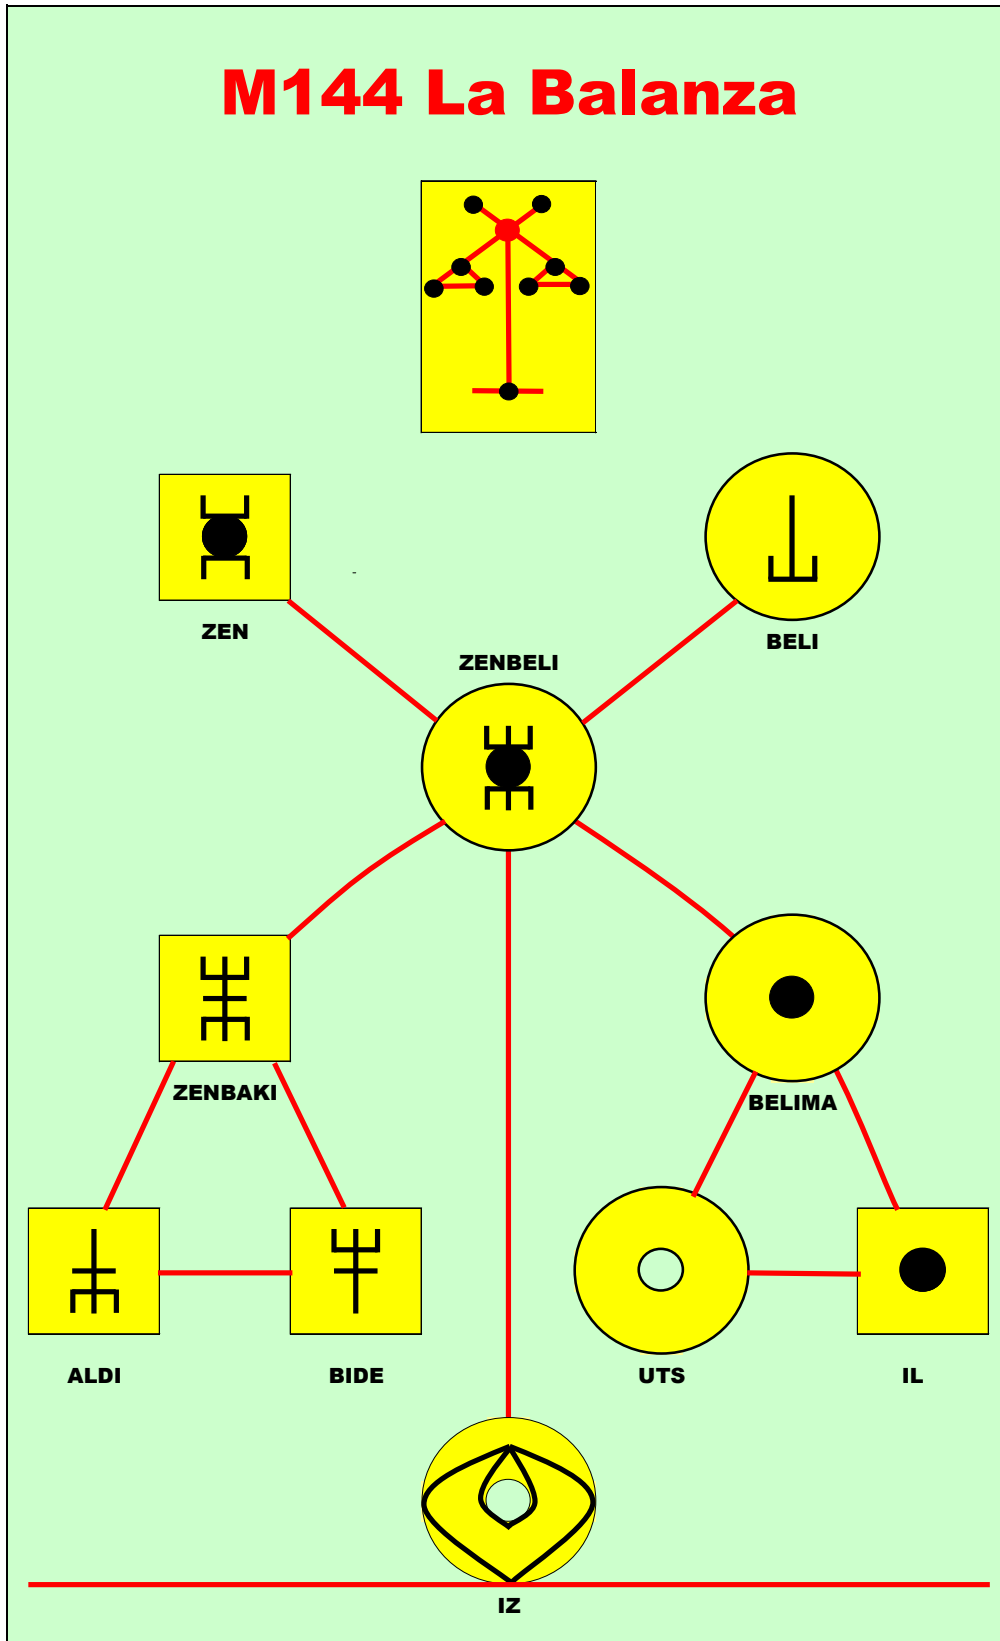 M144 La Balanza
-
ZEN
BELI
ZENBELI
ZENBAKI
BELIMA
ALDI
BIDE
UTS
IL
IZ